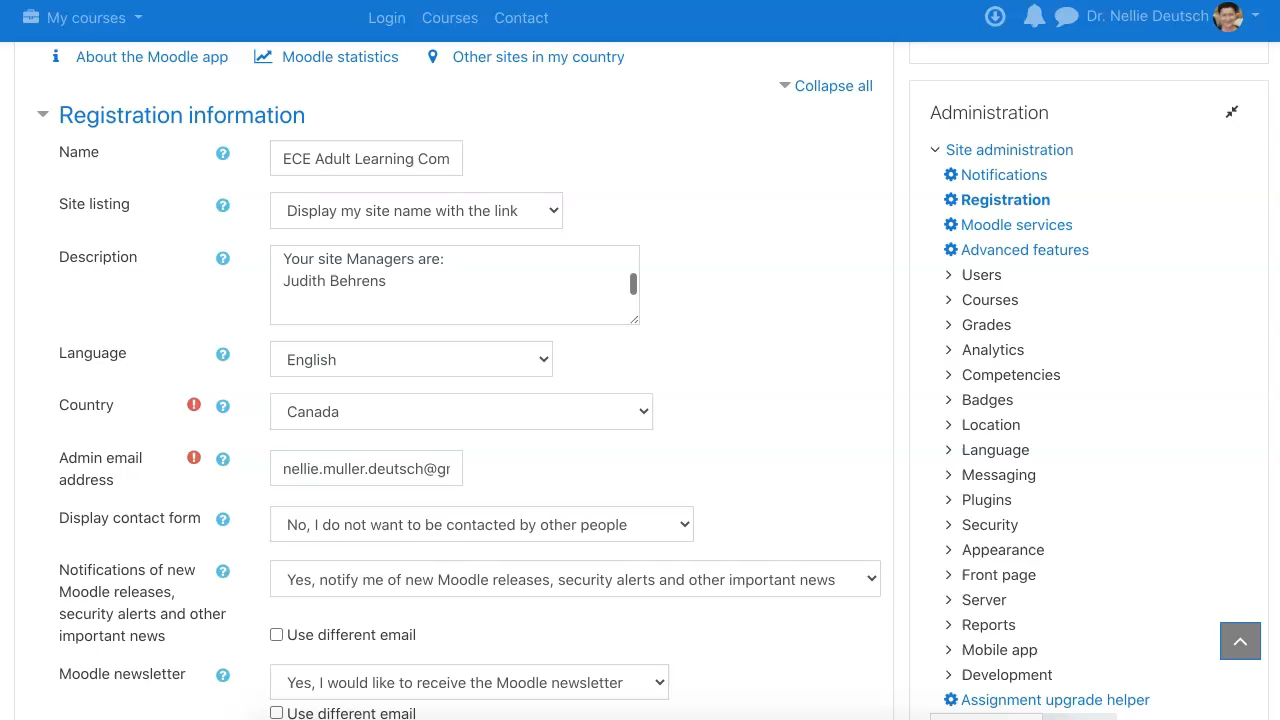 My courses
Login Courses Contact
Dr. Nellie Deutsch
About the Moodle app Moodle statistics Other sites in my country
Collapse all
Registration information
Name
ECE Adult Learning Com
Site listing
Display my site name with the link
Description
Your site Managers are:
Judith Behrens
Language
English
Country
Canada
Admin email
address
nellie.muller.deutsch@gr
Display contact form
No, I do not want to be contacted by other people
Notifications of new
Moodle releases,
security alerts and other
important news
Yes, notify me of new Moodle releases, security alerts and other important news
Use different email
Moodle newsletter
Yes, I would like to receive the Moodle newsletter
Use different email
Administration
Site administration
Notifications
Registration
Moodle services
Advanced features
Users
Courses
Grades
Analytics
Competencies
Badges
Location
Language
Messaging
Plugins
Security
Appearance
Front page
Server
Reports
Mobile app
Development
Assignment upgrade helper